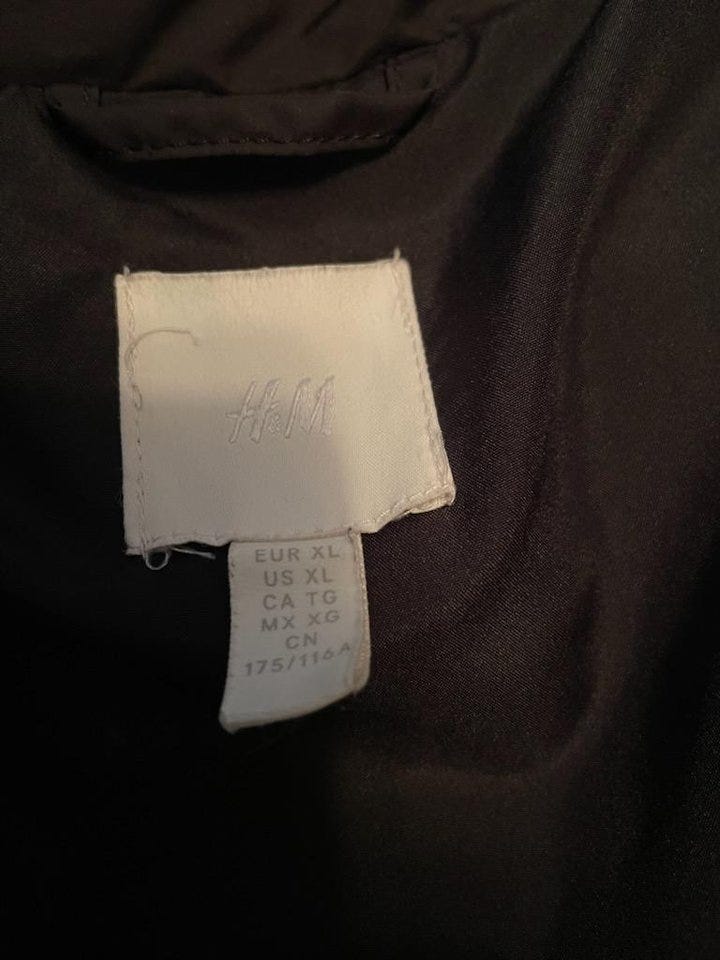 H&M
EUR XL
US XL
CA TG
MX XG
CN
175/116A